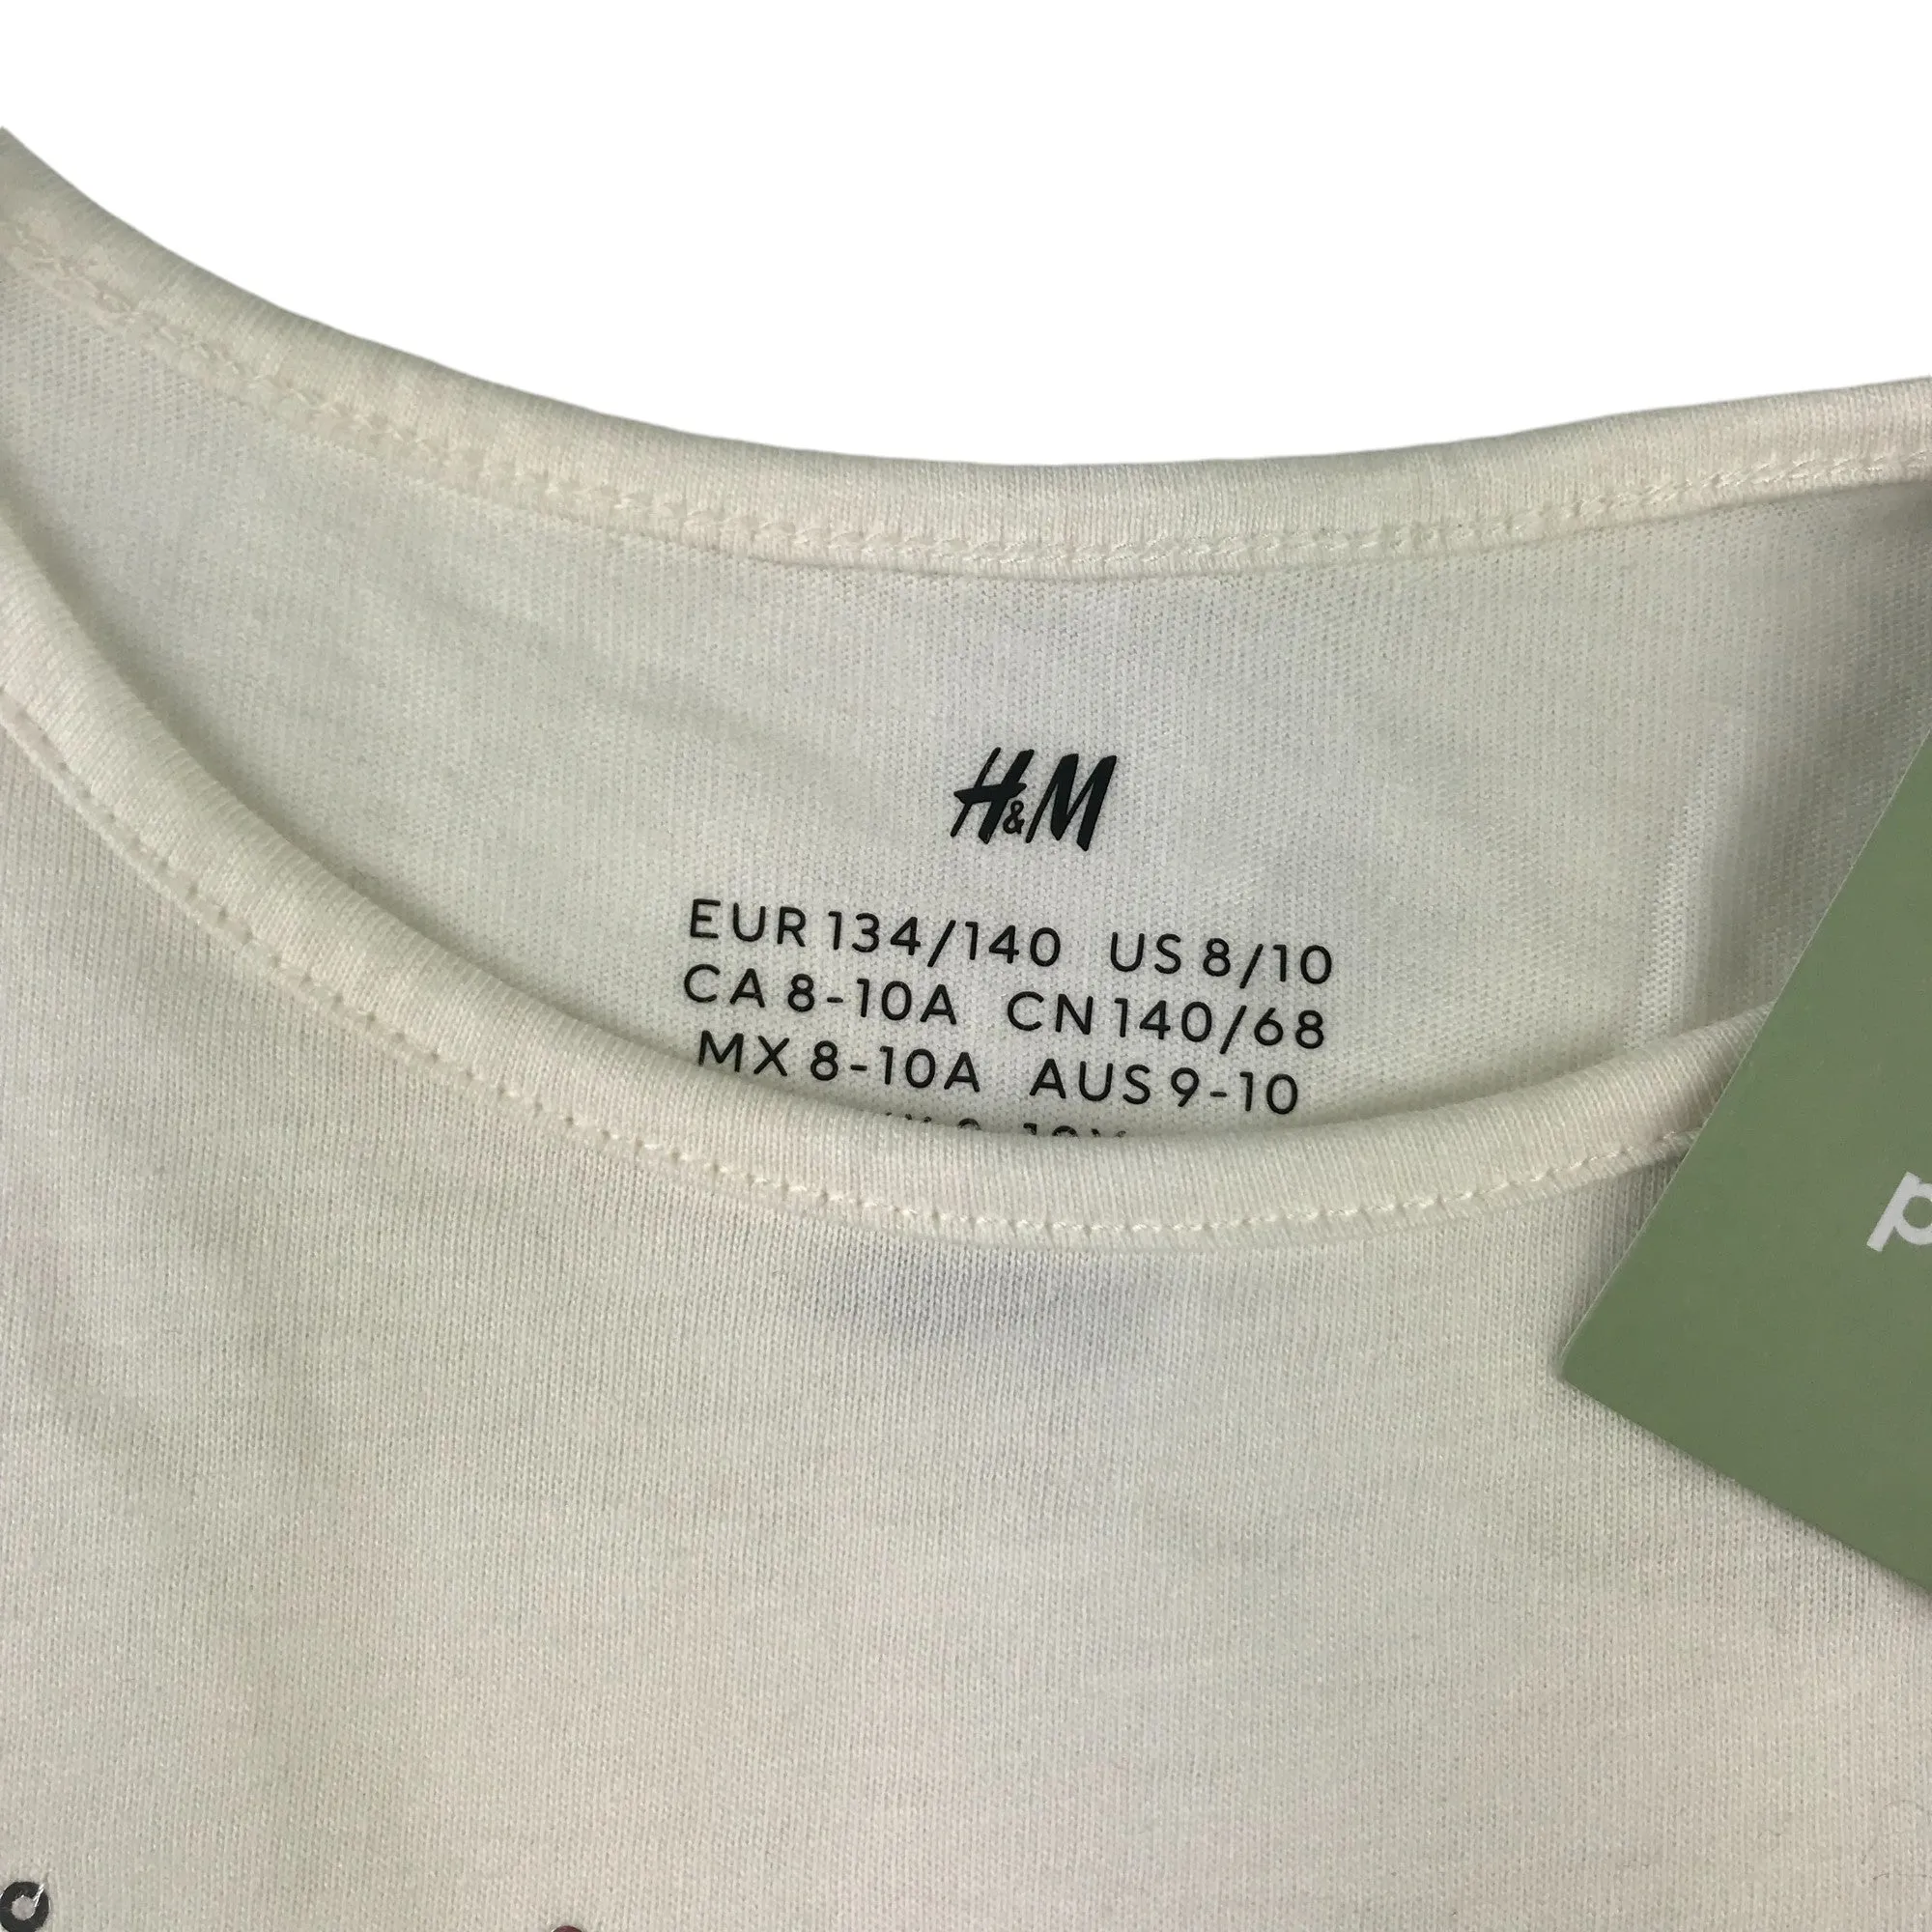 H&M
EUR 134/140 US 8/10
CA 8-10A CN 140/68
MX 8-10A AUS 9-10